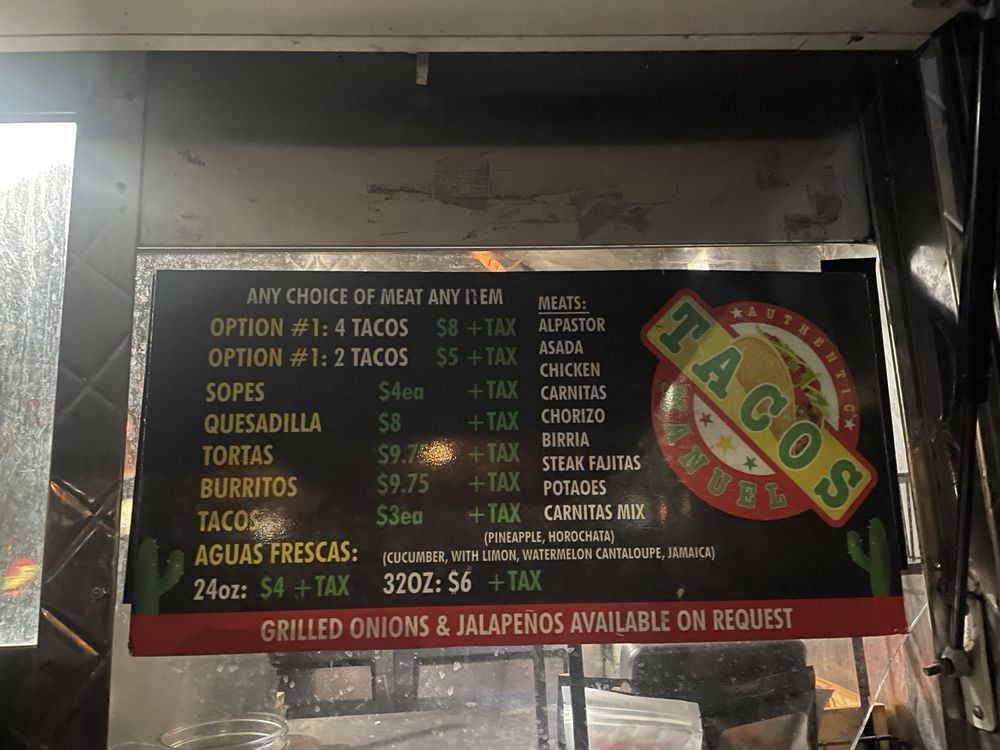 ANY CHOICE OF MEAT ANY ITEM
OPTION #1: 4 TACOS $8 + TAX
OPTION #1: 2 TACOS $5 + TAX
SOPES $4ea + TAX
QUESADILLA $8 + TAX
TORTAS + TAX
BURRITOS $9.75 + TAX
TACOS $3ea + TAX
MEATS:
ALPASTOR
ASADA
CHICKEN
CARNITAS
CHORIZO
BIRRIA
STEAK FAJITAS
POTAOES
CARNITAS MIX
AUTHENTIC
TACOS
MANUEL
(PINEAPPLE, HOROCHATA)
AGUAS FRESCAS: (CUCUMBER, WITH LIMON, WATERMELON CANTALOUPE, JAMAICA)
24oz: $4 + TAX 32OZ: $6 + TAX
GRILLED ONIONS & JALAPEÑOS AVAILABLE ON REQUEST